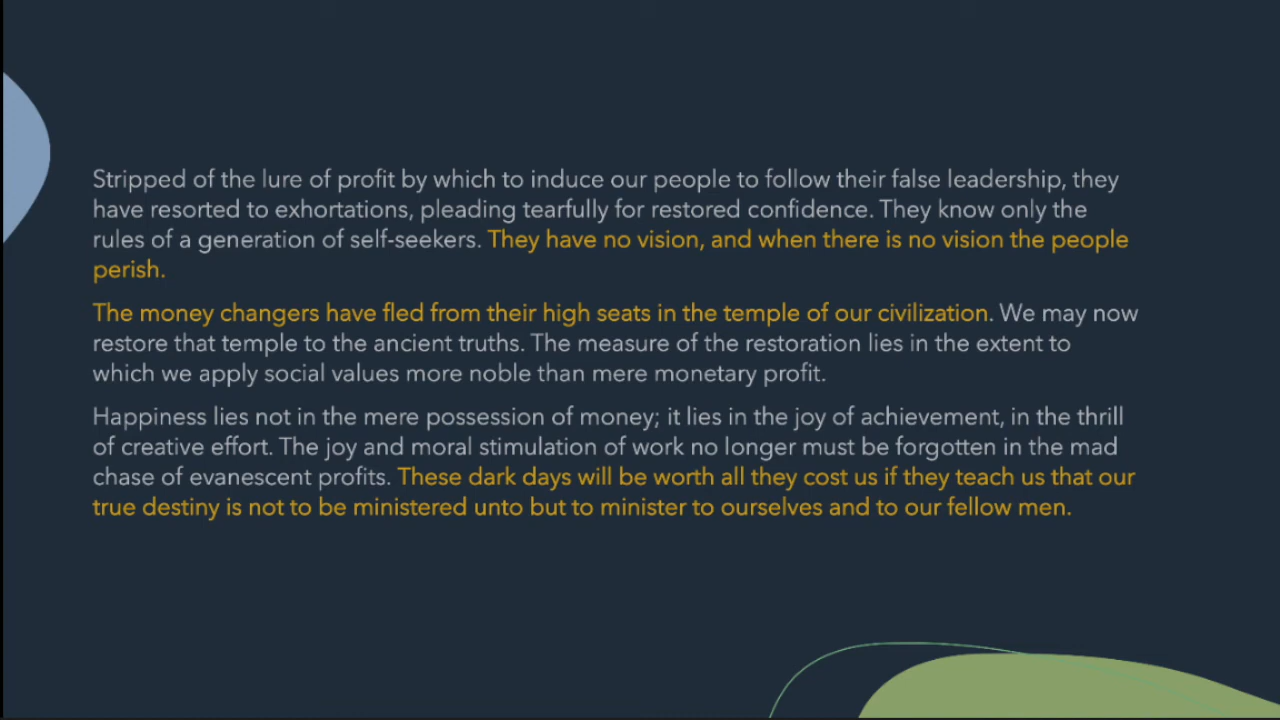 Stripped of the lure of profit by which to induce our people to follow their false leadership, they
have resorted to exhortations, pleading tearfully for restored confidence. They know only the
rules of a generation of self-seekers. They have no vision, and when there is no vision the people
perish.
The money changers have fled from their high seats in the temple of our civilization. We may now
restore that temple to the ancient truths. The measure of the restoration lies in the extent to
which we apply social values more noble than mere monetary profit.
Happiness lies not in the mere possession of money; it lies in the joy of achievement, in the thrill
of creative effort. The joy and moral stimulation of work no longer must be forgotten in the mad
chase of evanescent profits. These dark days will be worth all they cost us if they teach us that our
true destiny is not to be ministered unto but to minister to ourselves and to our fellow men.